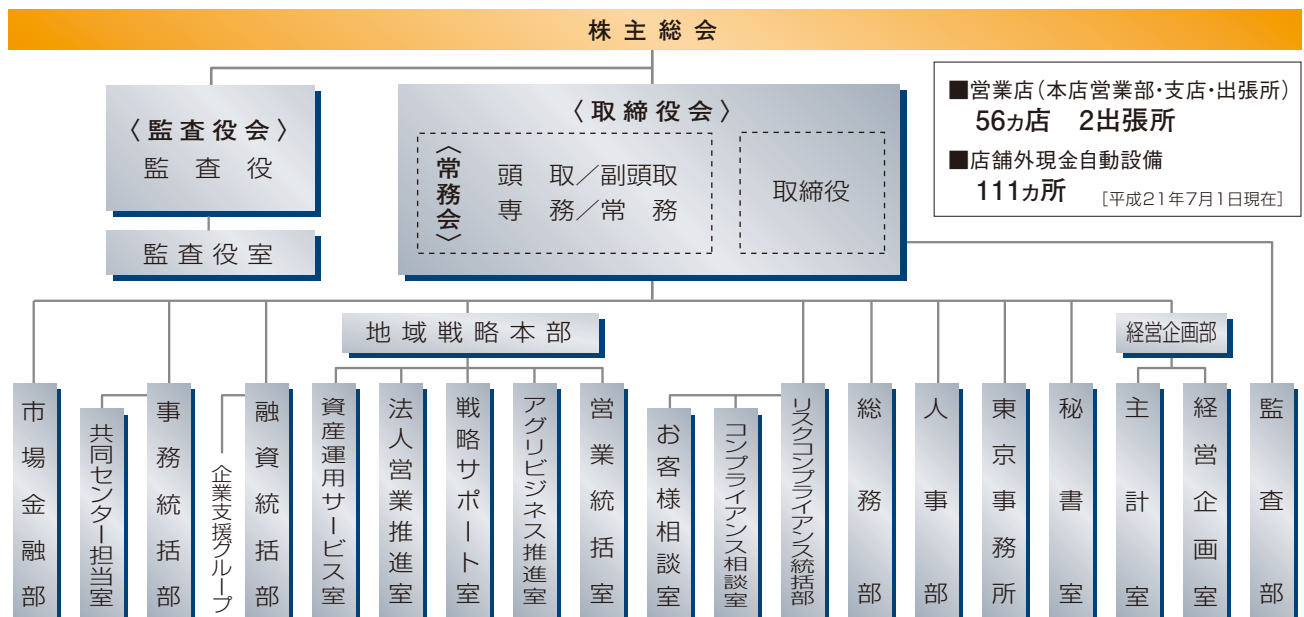 株主総会
〈監査役会〉
監査役
監査役室
〈取締役会〉
〈常務会〉
頭 取／副頭取
専 務／常 務
取締役
■営業店（本店営業部・支店・出張所）
56ヵ店 2出張所
■店舗外現金自動設備
111ヵ所 ［平成21年7月1日現在］
地域戦略本部
経営企画部
市場金融部
共同センター担当室
事務統括部
企業支援グループ
融資統括部
資産運用サービス室
法人営業推進室
戦略サポート室
アグリビジネス推進室
営業統括室
お客様相談室
コンプライアンス相談室
リスクコンプライアンス統括部
総務部
人事部
東京事務所
秘書室
主計室
経営企画室
監査部